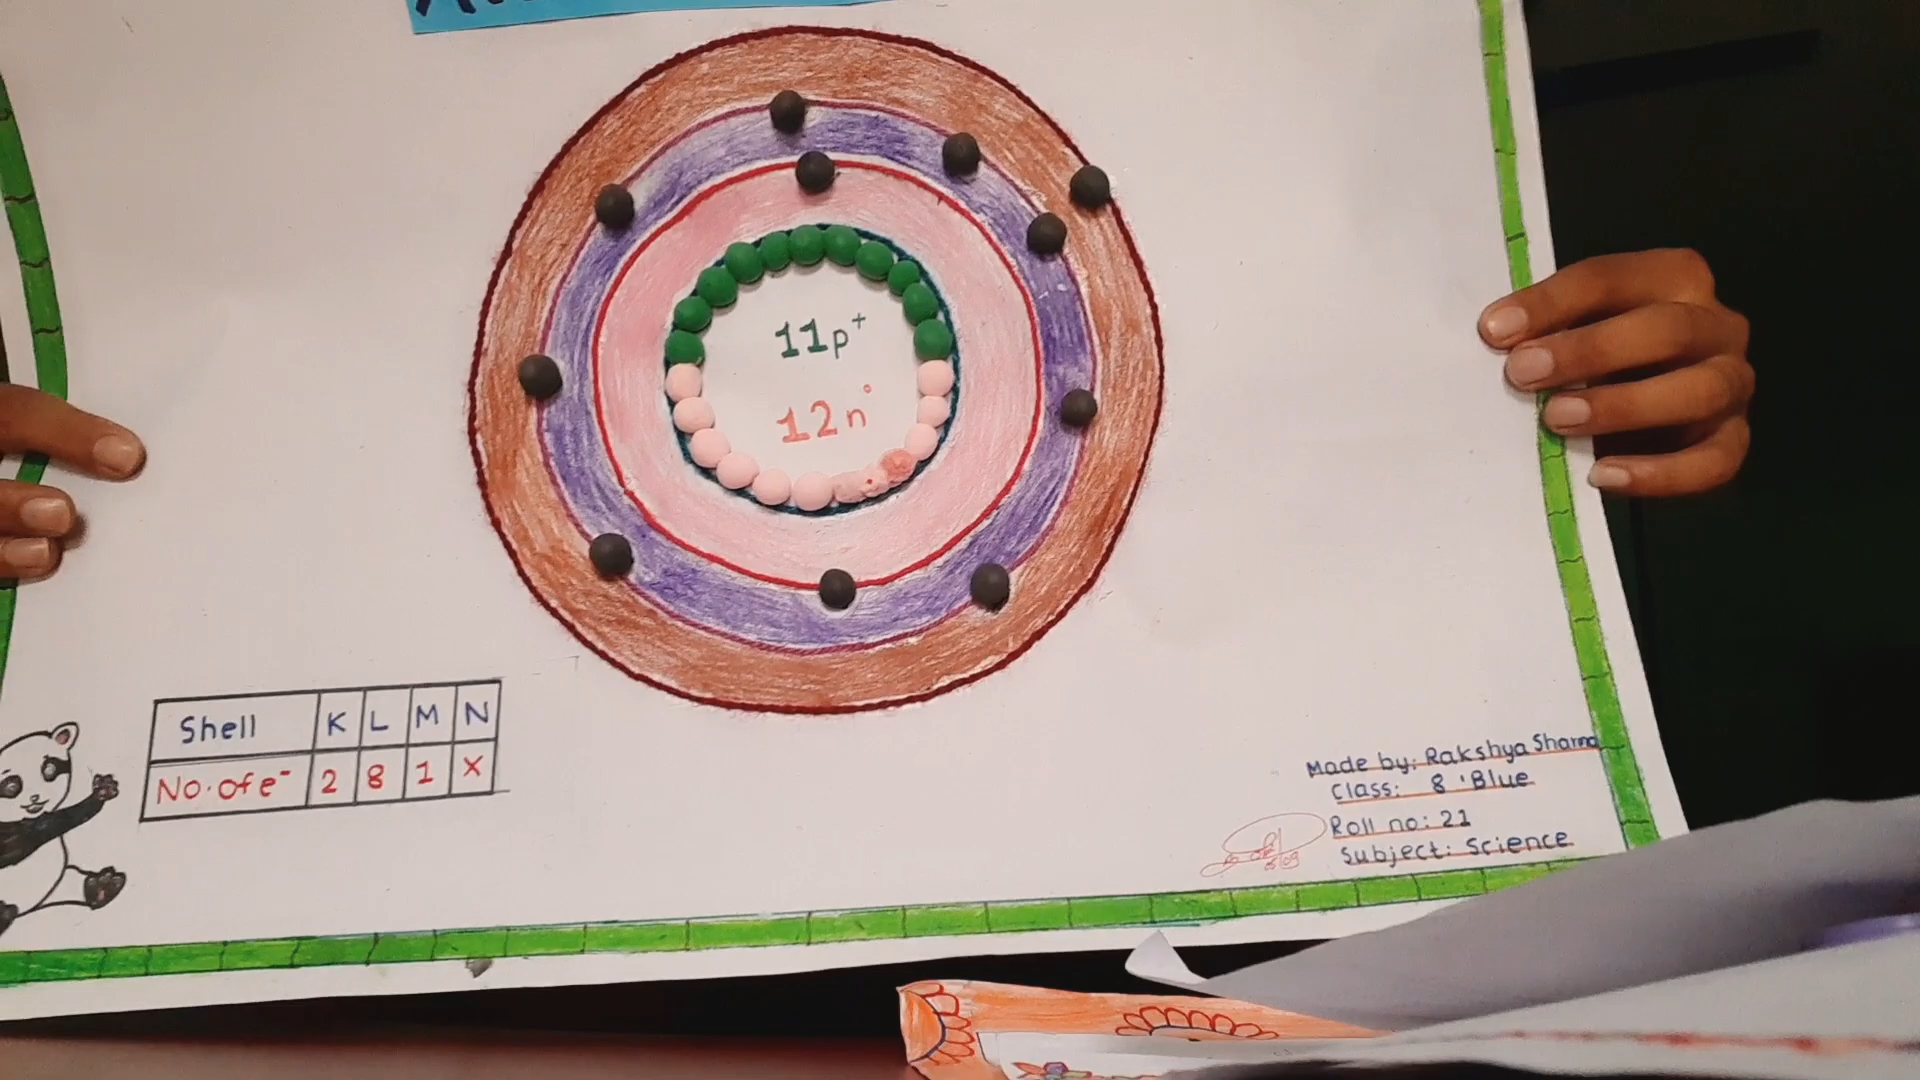 11p⁺
12n°
Shell K L M N
No. of e⁻ 2 8 1 X
Made by: Rakshya Sharma
Class: 8 'Blue
Roll no: 21
Subject: Science